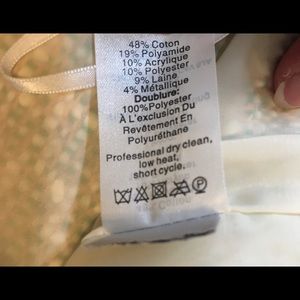 48% Coton
19% Polyamide
10% Acrylique
10% Polyester
9% Laine
4% Métallique
Doublure:
100%Polyester
À L'exclusion Du
Revêtement En
Polyuréthane
Professional dry clean,
low heat,
short cycle.
P